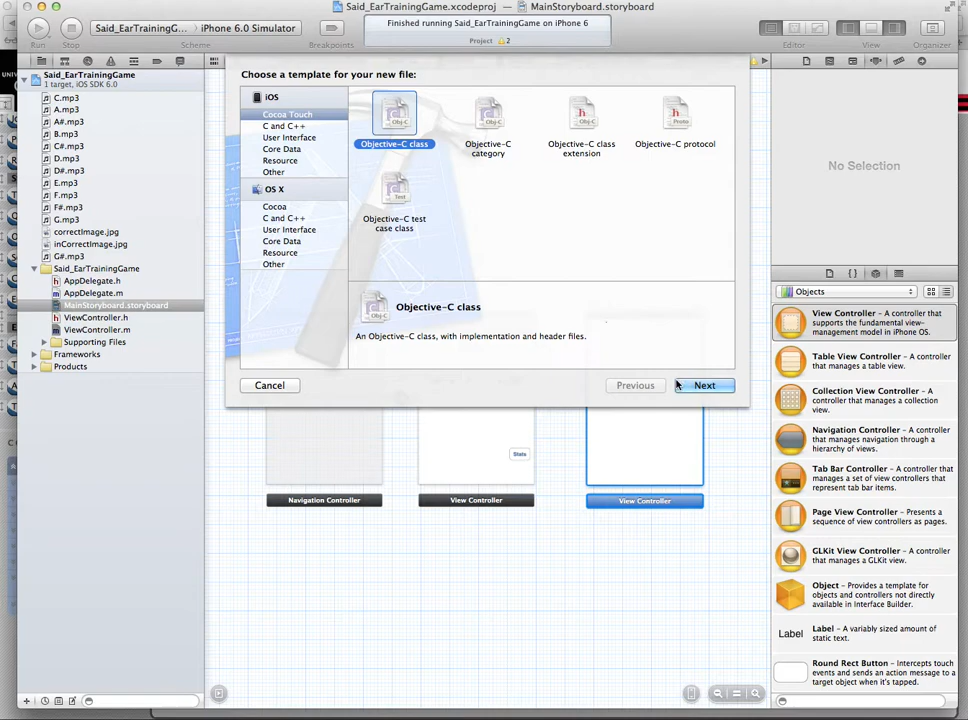 Said_EarTrainingGame.xcodeproj — MainStoryboard.storyboard
Finished running Said_EarTrainingGame on iPhone 6
Project 2
Said_EarTrainingG... iPhone 6.0 Simulator
Run Stop Scheme Breakpoints Editor View Organizer
Said_EarTrainingGame
1 target, iOS SDK 6.0
C.mp3
A.mp3
A#.mp3
B.mp3
C#.mp3
D.mp3
D#.mp3
E.mp3
F.mp3
F#.mp3
G.mp3
correctImage.jpg
inCorrectImage.jpg
G#.mp3
Said_EarTrainingGame
AppDelegate.h
AppDelegate.m
MainStoryboard.storyboard
ViewController.h
ViewController.m
Supporting Files
Frameworks
Products
Choose a template for your new file:
iOS
Cocoa Touch
C and C++
User Interface
Core Data
Resource
Other
OS X
Cocoa
C and C++
User Interface
Core Data
Resource
Other
Objective-C class
Objective-C
category
Objective-C class
extension
Objective-C protocol
Objective-C test
case class
Objective-C class
An Objective-C class, with implementation and header files.
Cancel
Previous
Next
Stats
Navigation Controller
View Controller
View Controller
No Selection
Objects
View Controller – A controller
that supports the fundamental view-
management model in iPhone OS.
Table View Controller – A controller
that manages a table view.
Collection View Controller – A
controller that manages a collection
view.
Navigation Controller – A controller
that manages navigation through a
hierarchy of views.
Tab Bar Controller – A controller that
manages a set of view controllers that
represent tab bar items.
Page View Controller – Presents a
sequence of view controllers as pages.
GLKit View Controller – A controller
that manages a GLKit view.
Object – Provides a template for
objects and controllers not directly
available in Interface Builder.
Label
Label – A variably sized amount of
static text.
Round Rect Button – Intercepts touch
events and sends an action message to a
target object when it's tapped.